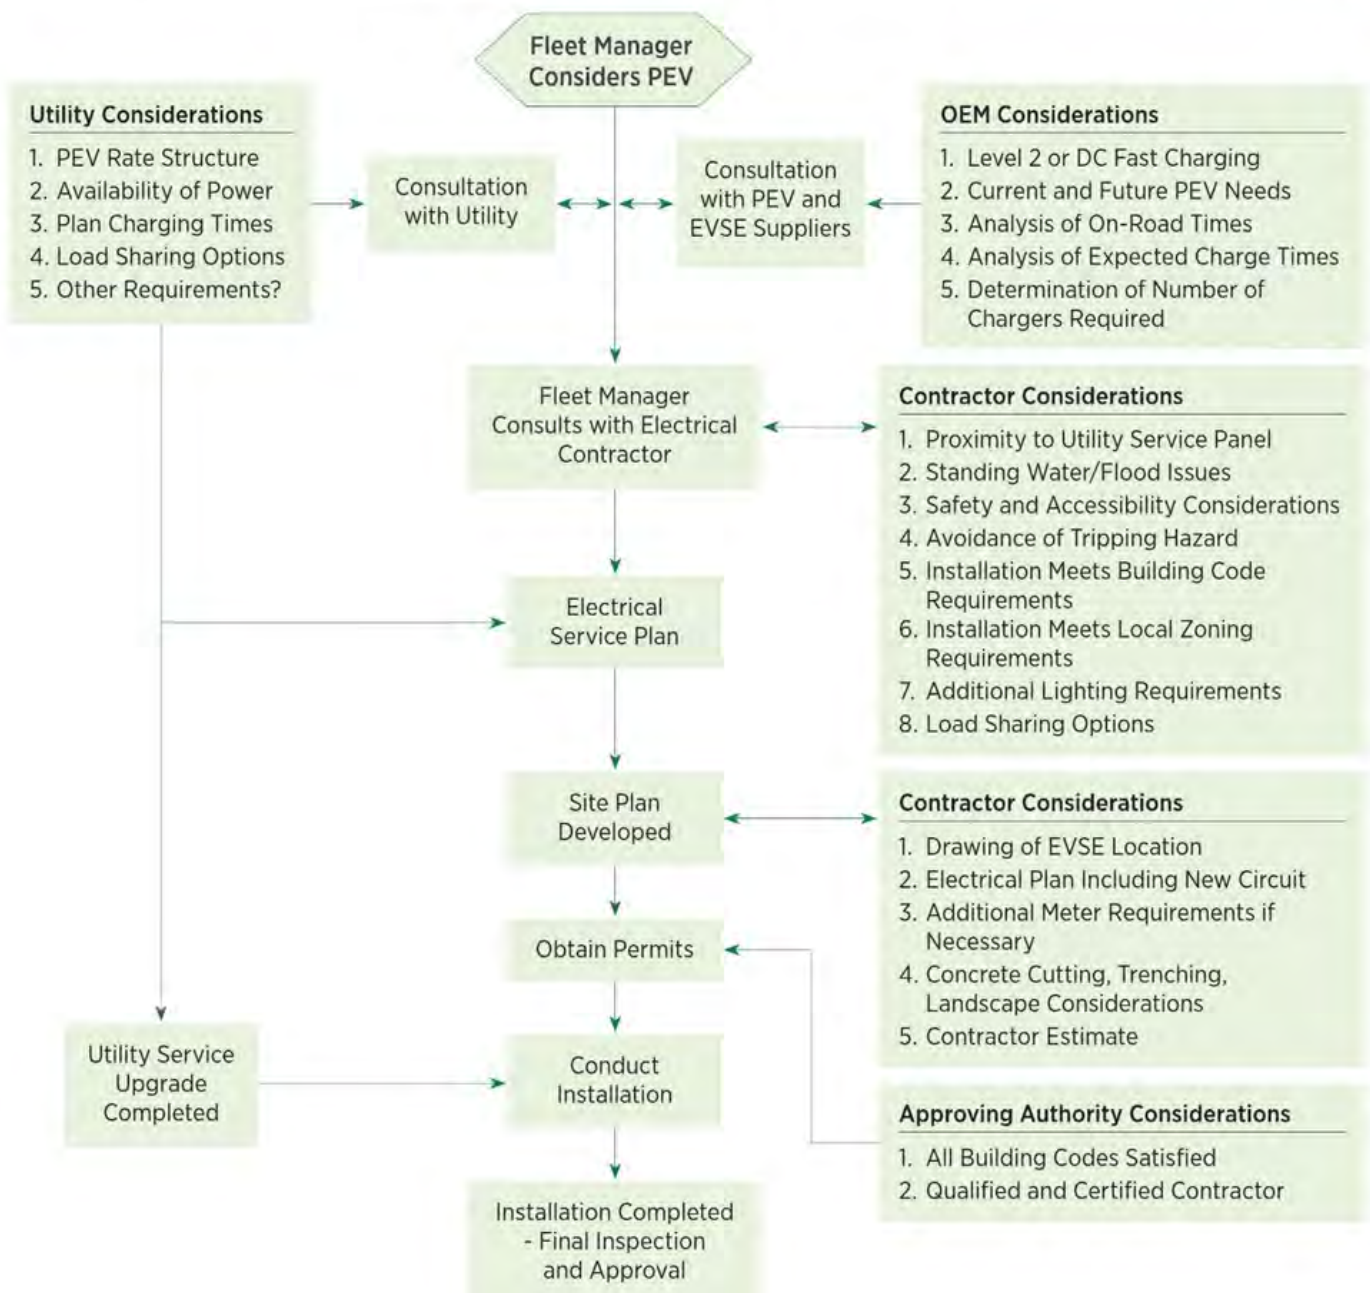 Fleet Manager
Considers PEV
Utility Considerations
1. PEV Rate Structure
2. Availability of Power
3. Plan Charging Times
4. Load Sharing Options
5. Other Requirements?
Consultation
with Utility
Consultation
with PEV and
EVSE Suppliers
OEM Considerations
1. Level 2 or DC Fast Charging
2. Current and Future PEV Needs
3. Analysis of On-Road Times
4. Analysis of Expected Charge Times
5. Determination of Number of
Chargers Required
Fleet Manager
Consults with Electrical
Contractor
Contractor Considerations
1. Proximity to Utility Service Panel
2. Standing Water/Flood Issues
3. Safety and Accessibility Considerations
4. Avoidance of Tripping Hazard
5. Installation Meets Building Code
Requirements
6. Installation Meets Local Zoning
Requirements
7. Additional Lighting Requirements
8. Load Sharing Options
Electrical
Service Plan
Site Plan
Developed
Contractor Considerations
1. Drawing of EVSE Location
2. Electrical Plan Including New Circuit
3. Additional Meter Requirements if
Necessary
4. Concrete Cutting, Trenching,
Landscape Considerations
5. Contractor Estimate
Obtain Permits
Utility Service
Upgrade
Completed
Conduct
Installation
Approving Authority Considerations
1. All Building Codes Satisfied
2. Qualified and Certified Contractor
Installation Completed
- Final Inspection
and Approval